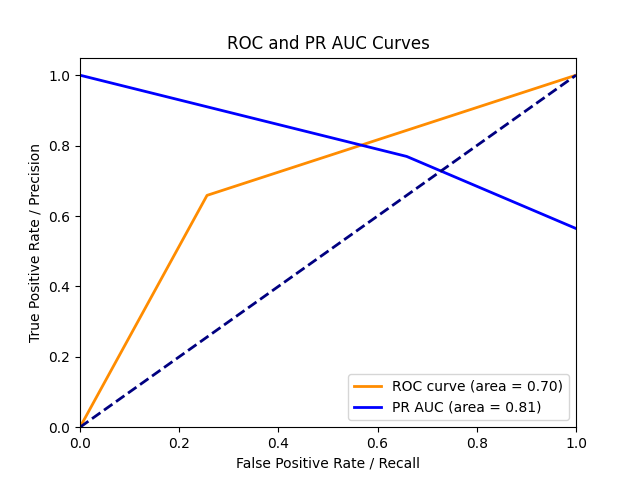 ROC and PR AUC Curves
True Positive Rate / Precision
1.0
0.8
0.6
0.4
0.2
0.0
ROC curve (area = 0.70)
PR AUC (area = 0.81)
0.0 0.2 0.4 0.6 0.8 1.0
False Positive Rate / Recall